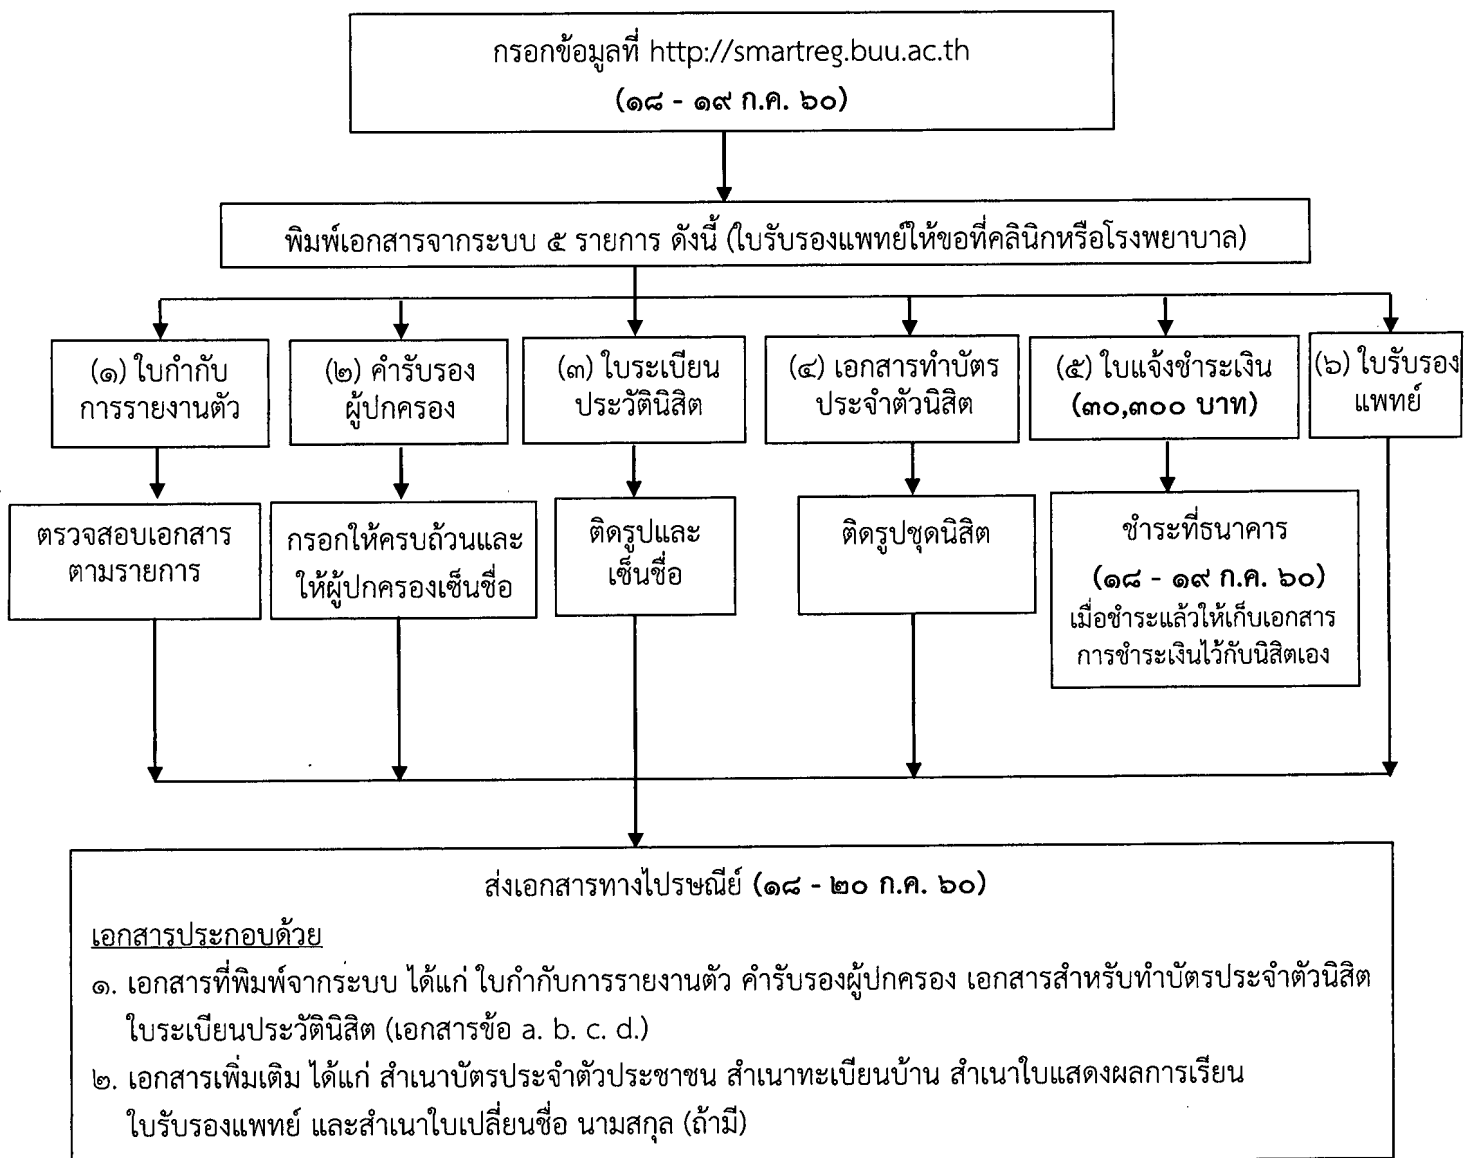 กรอกข้อมูลที่ http://smartreg.buu.ac.th
(๑๘ - ๑๙ ก.ค. ๖๐)
พิมพ์เอกสารจากระบบ ๕ รายการ ดังนี้ (ใบรับรองแพทย์ให้ขอที่คลินิกหรือโรงพยาบาล)
(๑) ใบกำกับ
การรายงานตัว
(๒) คำรับรอง
ผู้ปกครอง
(๓) ใบระเบียน
ประวัตินิสิต
(๔) เอกสารทำบัตร
ประจำตัวนิสิต
(๕) ใบแจ้งชำระเงิน
(๓๐,๓๐๐ บาท)
(๖) ใบรับรอง
แพทย์
ตรวจสอบเอกสาร
ตามรายการ
กรอกให้ครบถ้วนและ
ให้ผู้ปกครองเซ็นชื่อ
ติดรูปและ
เซ็นชื่อ
ติดรูปชุดนิสิต
ชำระที่ธนาคาร
(๑๘ - ๑๙ ก.ค. ๖๐)
เมื่อชำระแล้วให้เก็บเอกสาร
การชำระเงินไว้กับนิสิตเอง
ส่งเอกสารทางไปรษณีย์ (๑๘ - ๒๐ ก.ค. ๖๐)
เอกสารประกอบด้วย
๑. เอกสารที่พิมพ์จากระบบ ได้แก่ ใบกำกับการรายงานตัว คำรับรองผู้ปกครอง เอกสารสำหรับทำบัตรประจำตัวนิสิต
ใบระเบียนประวัตินิสิต (เอกสารข้อ a. b. c. d.)
๒. เอกสารเพิ่มเติม ได้แก่ สำเนาบัตรประจำตัวประชาชน สำเนาทะเบียนบ้าน สำเนาใบแสดงผลการเรียน
ใบรับรองแพทย์ และสำเนาใบเปลี่ยนชื่อ นามสกุล (ถ้ามี)